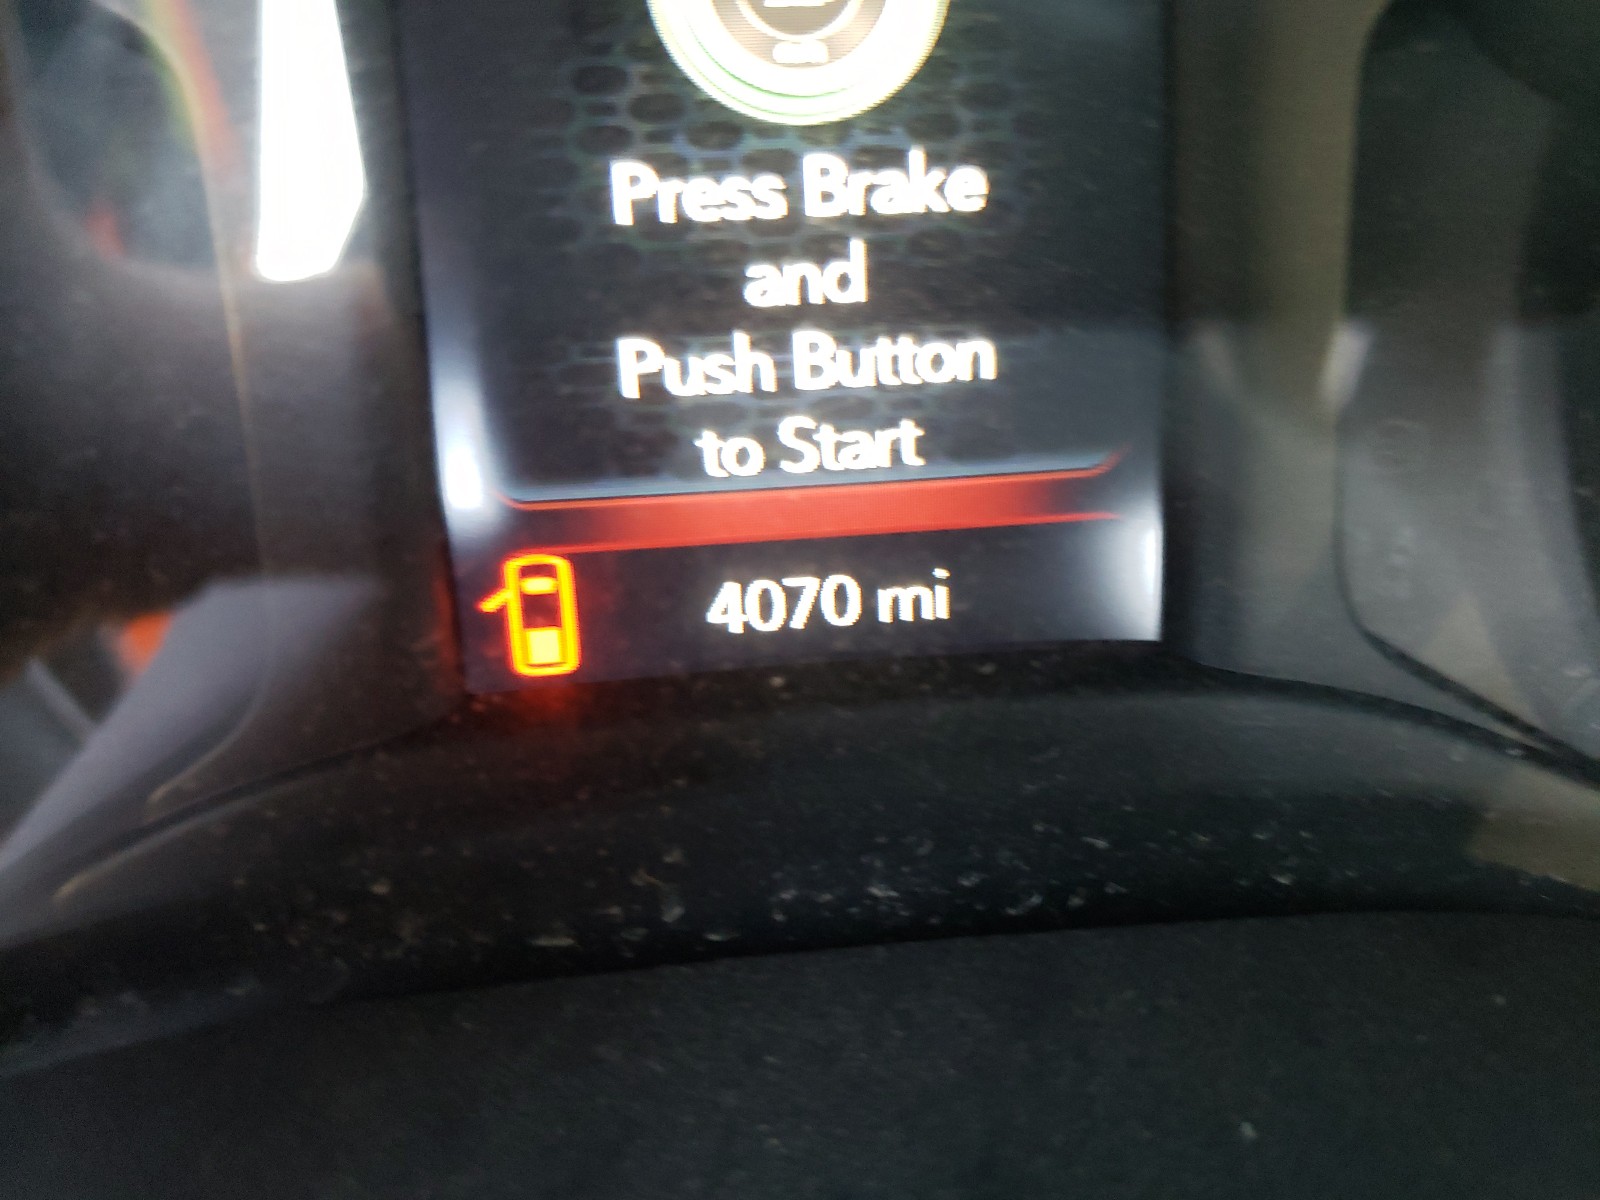 Press Brake
and
Push Button
to Start
4070 mi